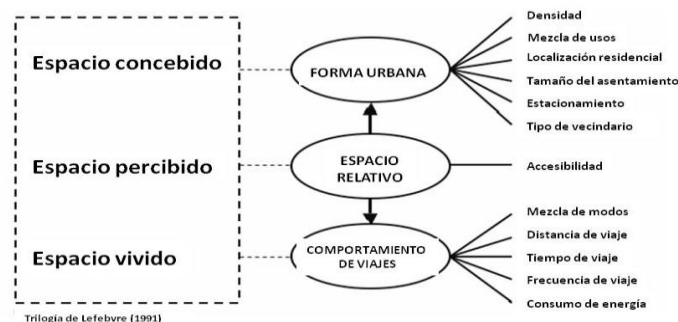 Espacio concebido
Espacio percibido
Espacio vivido
Trilogía de Lefebvre (1991)
FORMA URBANA
ESPACIO
RELATIVO
COMPORTAMIENTO
DE VIAJES
Densidad
Mezcla de usos
Localización residencial
Tamaño del asentamiento
Estacionamiento
Tipo de vecindario
Accesibilidad
Mezcla de modos
Distancia de viaje
Tiempo de viaje
Frecuencia de viaje
Consumo de energía